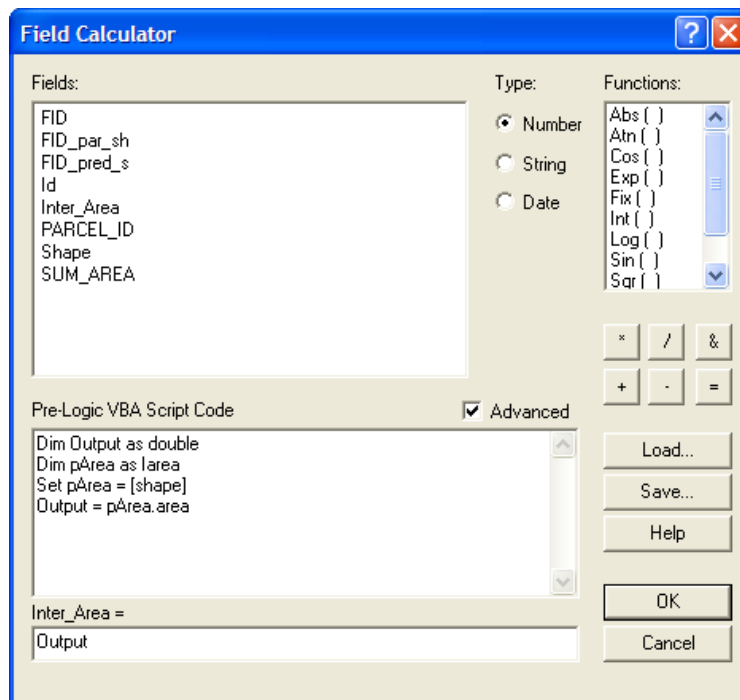 Field Calculator
Fields:
Type:
Functions:
FID
FID_par_sh
FID_pred_s
Id
Inter_Area
PARCEL_ID
Shape
SUM_AREA
Number
String
Date
Abs ( )
Atn ( )
Cos ( )
Exp ( )
Fix ( )
Int ( )
Log ( )
Sin ( )
Sqr ( )
* / &
+ - =
Pre-Logic VBA Script Code
Advanced
Dim Output as double
Dim pArea as Iarea
Set pArea = [shape]
Output = pArea.area
Load...
Save...
Help
Inter_Area =
Output
OK
Cancel